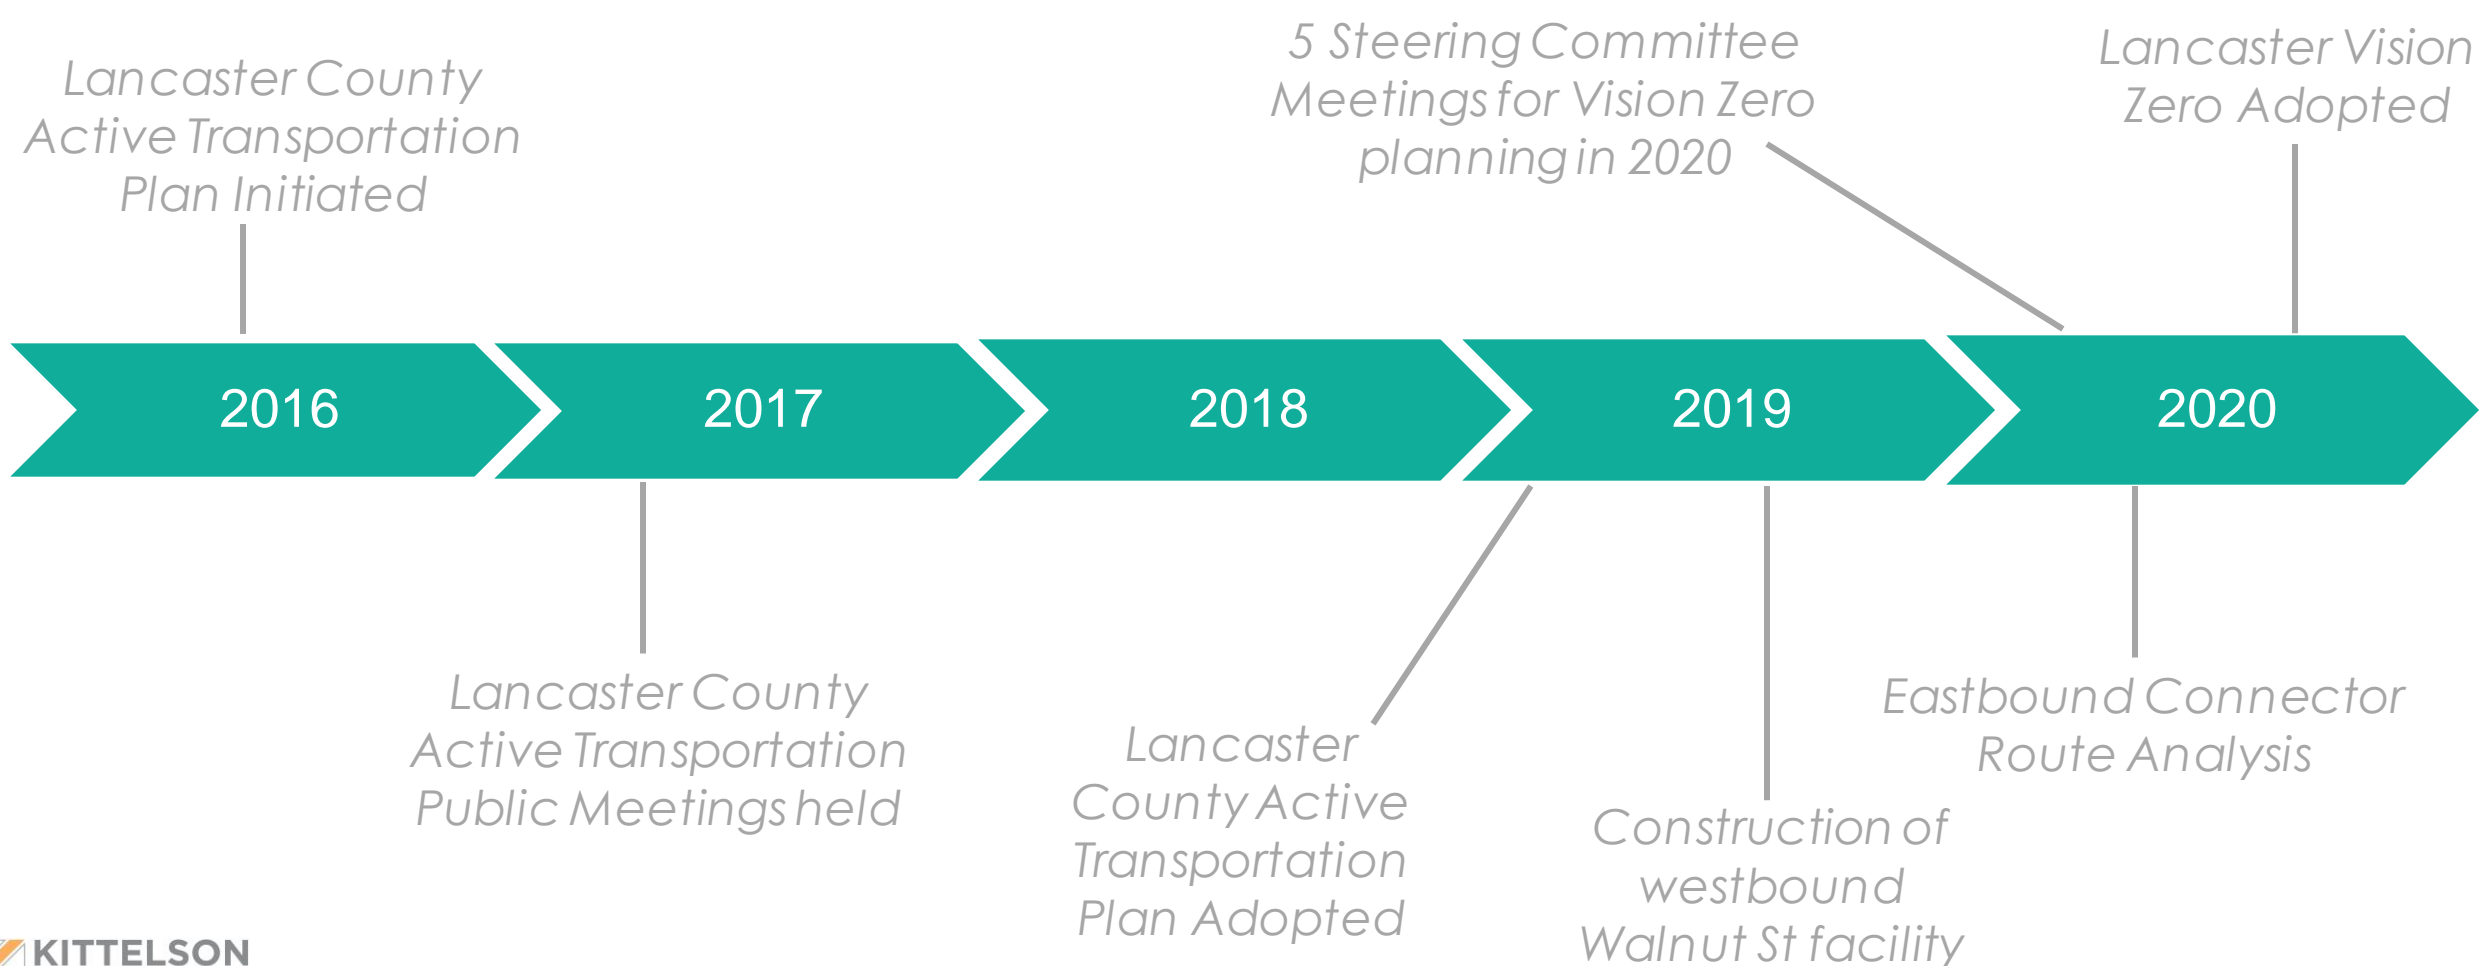 Lancaster County
Active Transportation
Plan Initiated
5 Steering Committee
Meetings for Vision Zero
planning in 2020
Lancaster Vision
Zero Adopted
2016
2017
2018
2019
2020
Lancaster County
Active Transportation
Public Meetings held
Lancaster
County Active
Transportation
Plan Adopted
Construction of
westbound
Walnut St facility
Eastbound Connector
Route Analysis
KITTELSON